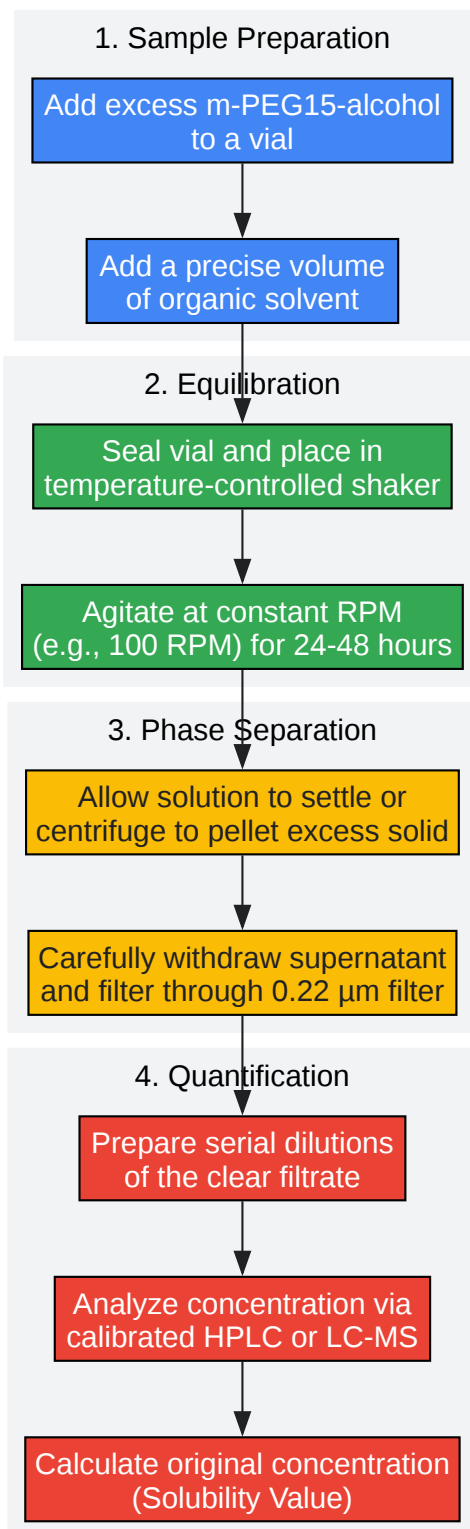 1. Sample Preparation
Add excess m-PEG15-alcohol
to a vial
Add a precise volume
of organic solvent
2. Equilibration
Seal vial and place in
temperature-controlled shaker
Agitate at constant RPM
(e.g., 100 RPM) for 24-48 hours
3. Phase Separation
Allow solution to settle or
centrifuge to pellet excess solid
Carefully withdraw supernatant
and filter through 0.22 µm filter
4. Quantification
Prepare serial dilutions
of the clear filtrate
Analyze concentration via
calibrated HPLC or LC-MS
Calculate original concentration
(Solubility Value)